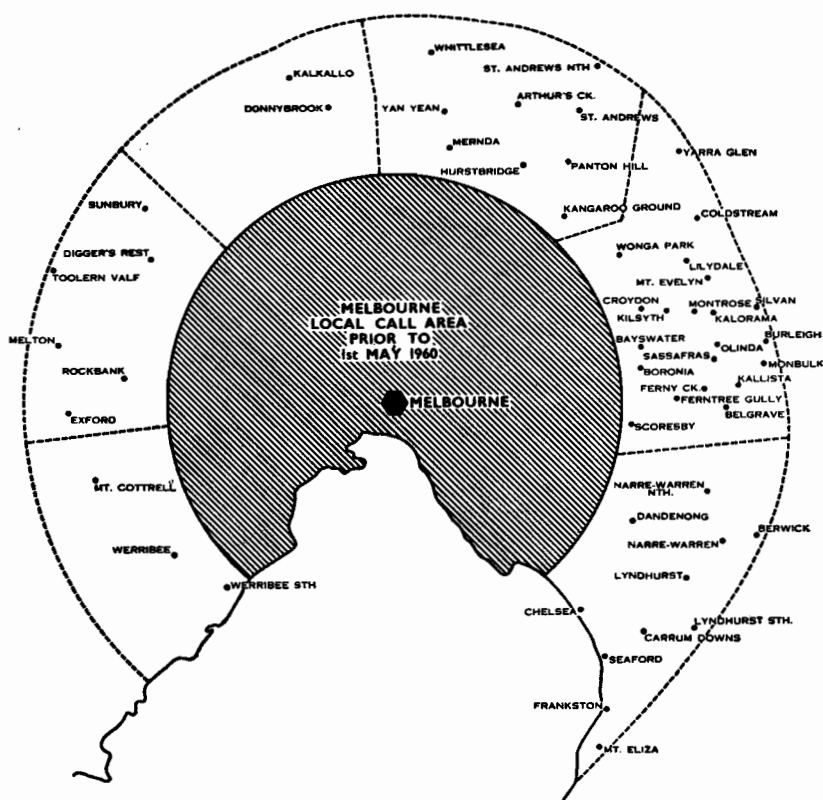 WHITTLESEA
ST. ANDREWS NTH
KALKALLO
DONNYBROOK
YAN YEAN
ARTHUR'S CK.
ST. ANDREWS
MERNDA
HURSTBRIDGE
PANTON HILL
YARRA GLEN
SUNBURY
KANGAROO GROUND
COLDSTREAM
DIGGER'S REST
TOOLERN VALE
WONGA PARK
LILYDALE
MT. EVELYN
MELBOURNE
LOCAL CALL AREA
PRIOR TO
1st MAY 1960
CROYDON
KILSYTH
MONTROSE
SILVAN
KALORAMA
MELTON
BAYSWATER
SASSAFRAS
OLINDA
BURLEIGH
MONBULK
ROCKBANK
BORONIA
KALLISTA
FERNY CK.
MELBOURNE
FERNTREE GULLY
BELGRAVE
EXFORD
SCORESBY
MT. COTTRELL
NARRE-WARREN
NTH.
DANDENONG
BERWICK
NARRE-WARREN
WERRIBEE
LYNDHURST
WERRIBEE STH
CHELSEA
LYNDHURST STH.
CARRUM DOWNS
SEAFORD
FRANKSTON
MT. ELIZA